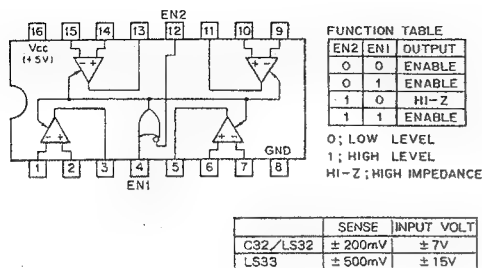 EN2
16 15 14 13 12 11 10 9
Vcc
(+5V)
- +
+ -
+ -
- +
GND
1 2 3 4 5 6 7 8
EN1
FUNCTION TABLE
EN2 EN1 OUTPUT
0 0 ENABLE
0 1 ENABLE
1 0 HI-Z
1 1 ENABLE
0; LOW LEVEL
1; HIGH LEVEL
HI-Z; HIGH IMPEDANCE
SENSE INPUT VOLT
C32/LS32 ±200mV ±7V
LS33 ±500mV ±15V